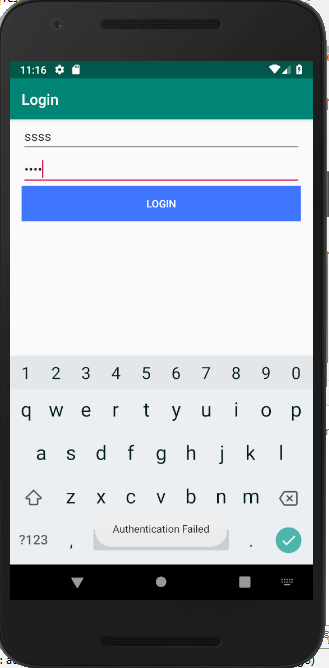 11:16
Login
ssss
••••
LOGIN
1 2 3 4 5 6 7 8 9 0
q w e r t y u i o p
a s d f g h j k l
z x c v b n m
?123 , .
Authentication Failed